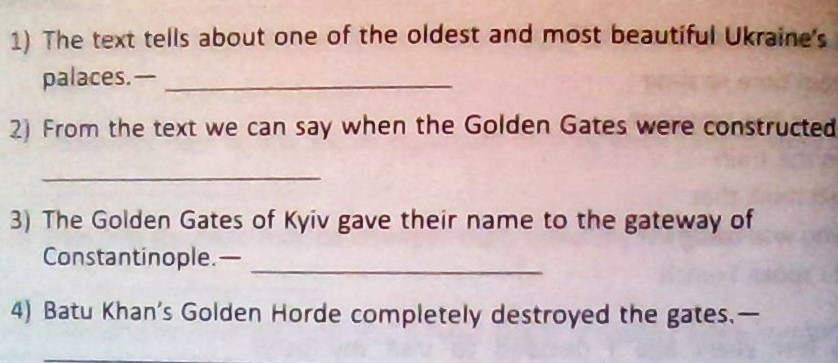 1) The text tells about one of the oldest and most beautiful Ukraine's
palaces.— ____________________
2) From the text we can say when the Golden Gates were constructed
____________________
3) The Golden Gates of Kyiv gave their name to the gateway of
Constantinople.— ____________________
4) Batu Khan's Golden Horde completely destroyed the gates.—
____________________